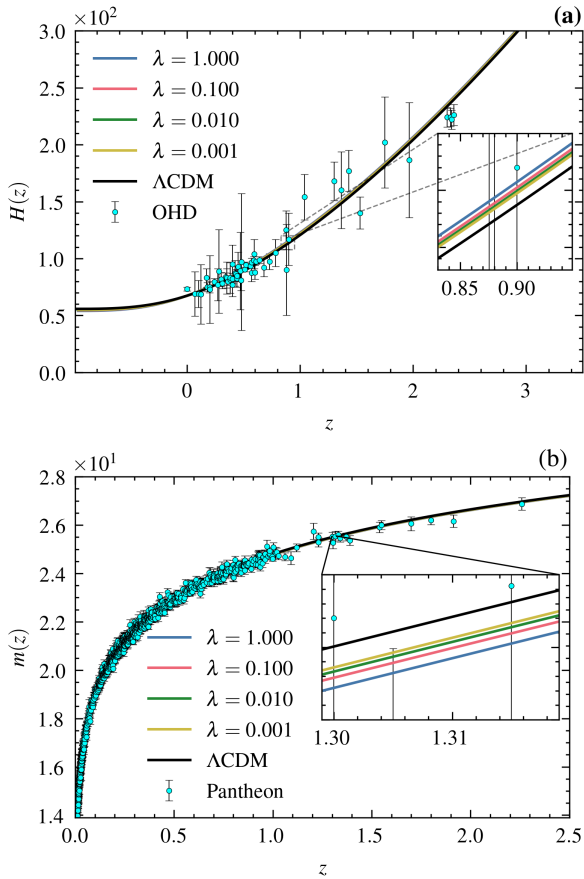 ×10²
(a)
3.0
2.5
2.0
1.5
1.0
0.5
0.0
H(z)
λ = 1.000
λ = 0.100
λ = 0.010
λ = 0.001
ΛCDM
OHD
0.85 0.90
0 1 2 3
z
×10¹
(b)
2.8
2.6
2.4
2.2
2.0
1.8
1.6
1.4
m(z)
λ = 1.000
λ = 0.100
λ = 0.010
λ = 0.001
ΛCDM
Pantheon
1.30 1.31
0.0 0.5 1.0 1.5 2.0 2.5
z